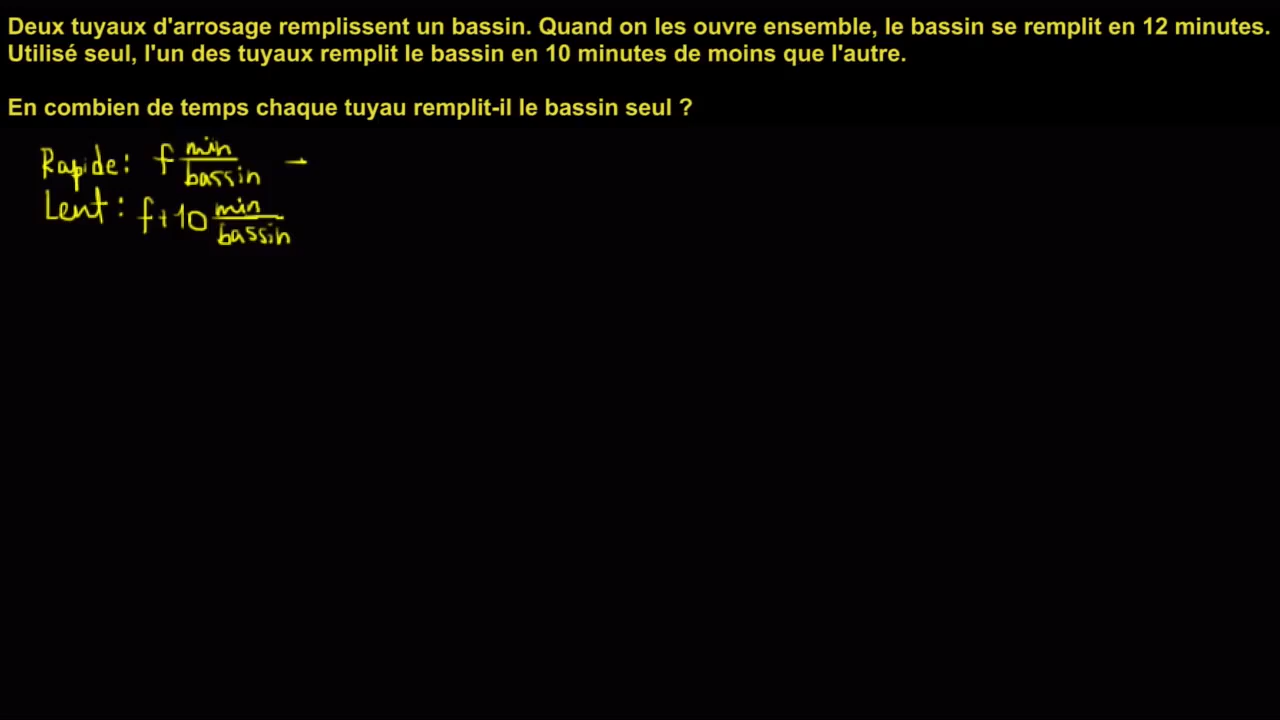 Deux tuyaux d'arrosage remplissent un bassin. Quand on les ouvre ensemble, le bassin se remplit en 12 minutes.
Utilisé seul, l'un des tuyaux remplit le bassin en 10 minutes de moins que l'autre.
En combien de temps chaque tuyau remplit-il le bassin seul ?
Rapide : f min/bassin →
Lent : f+10 min/bassin